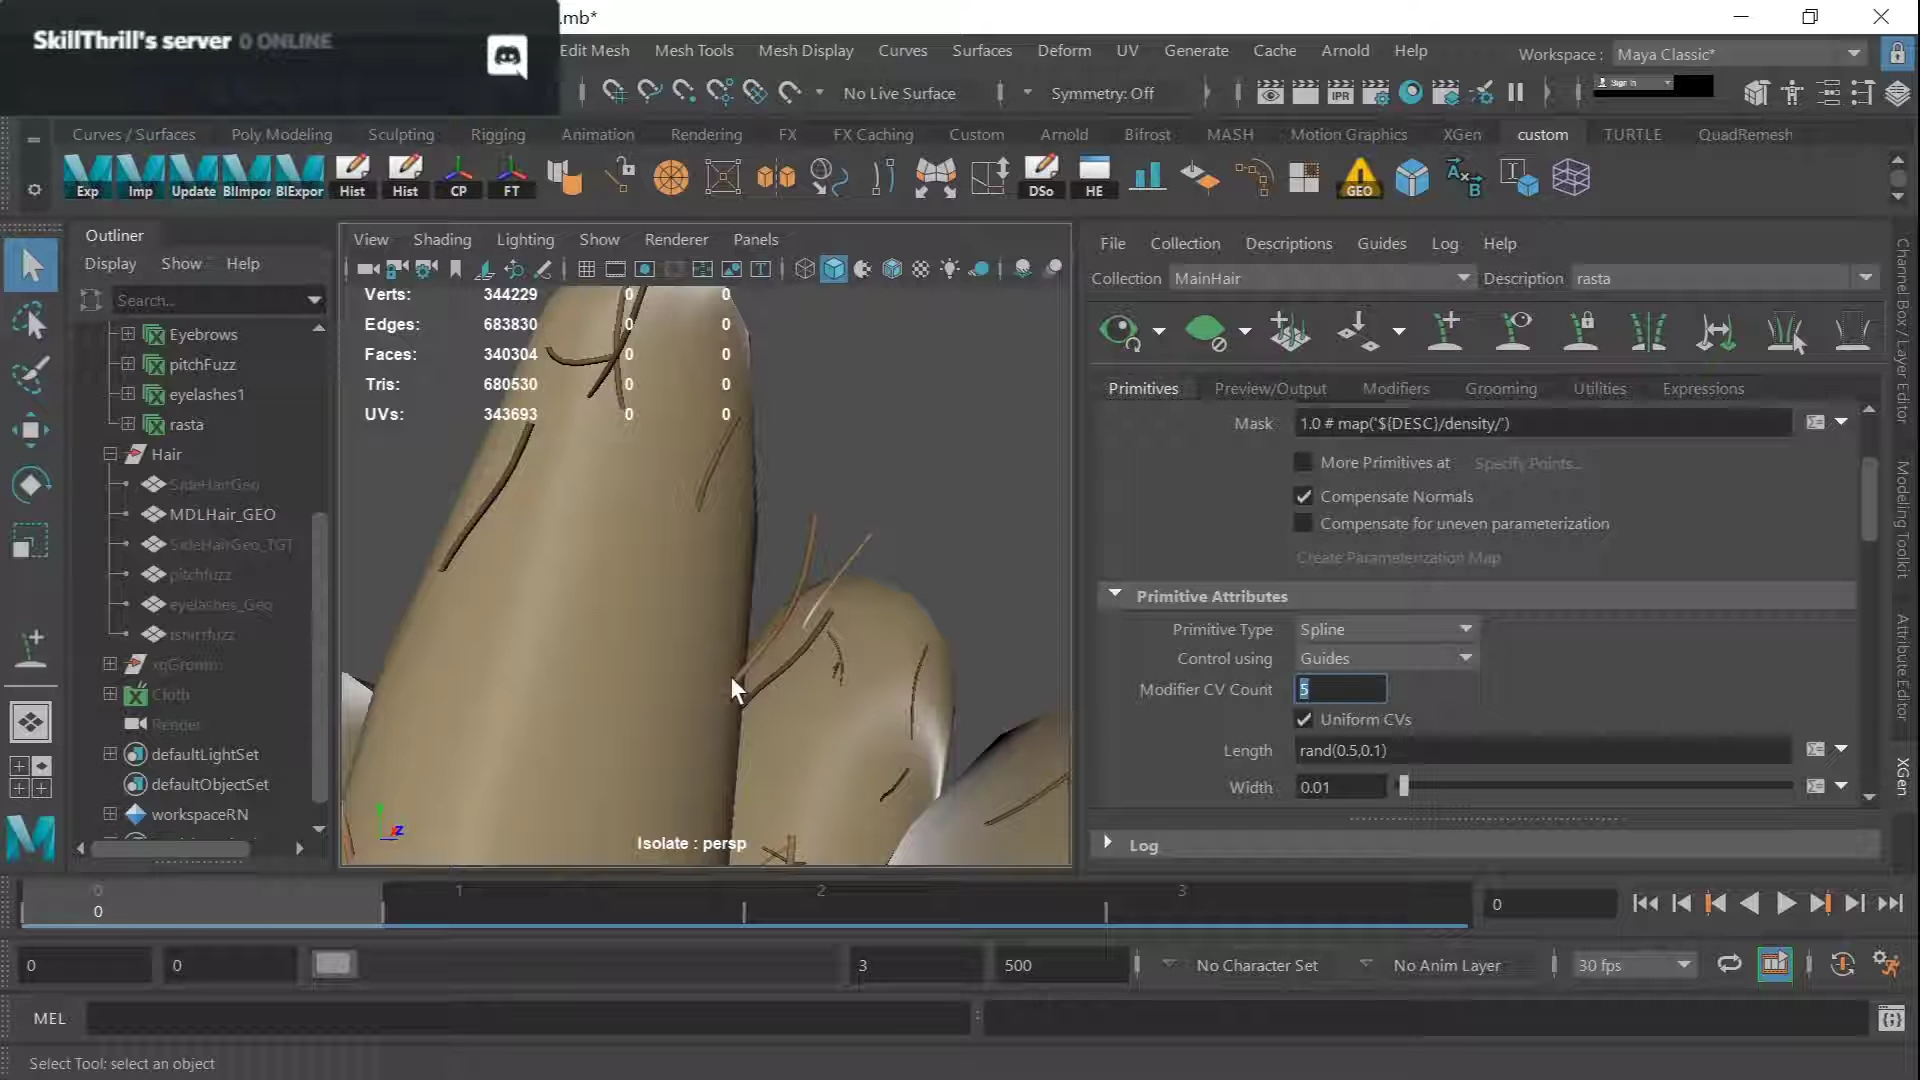 SkillThrill's server 0 ONLINE
.mb*
Edit Mesh Mesh Tools Mesh Display Curves Surfaces Deform UV Generate Cache Arnold Help
Workspace : Maya Classic*
No Live Surface Symmetry: Off IPR Sign In
Curves / Surfaces Poly Modeling Sculpting Rigging Animation Rendering FX FX Caching Custom Arnold Bifrost MASH Motion Graphics XGen custom TURTLE QuadRemesh
Exp Imp Update BIImpor BIExpor Hist Hist CP FT DSo HE GEO
Outliner
Display Show Help
Search...
Eyebrows
pitchFuzz
eyelashes1
rasta
Hair
SideHairGeo
MDLHair_GEO
SideHairGeo_TGT
pitchfuzz
eyelashes_Geo
Cloth
Render
defaultLightSet
defaultObjectSet
workspaceRN
View Shading Lighting Show Renderer Panels
Verts: 344229 0 0
Edges: 683830 0 0
Faces: 340304 0 0
Tris: 680530 0 0
UVs: 343693 0 0
Isolate : persp
File Collection Descriptions Guides Log Help
Collection MainHair Description rasta
Primitives Preview/Output Modifiers Grooming Utilities Expressions
Mask 1.0 # map('${DESC}/density/')
More Primitives at Specify Points...
Compensate Normals
Compensate for uneven parameterization
Create Parameterization Map
Primitive Attributes
Primitive Type Spline
Control using Guides
Modifier CV Count 5
Uniform CVs
Length rand(0.5,0.1)
Width 0.01
Log
Channel Box / Layer Editor
Modeling Toolkit
Attribute Editor
XGen
0 1 2 3
0
0
0 0 3 500 No Character Set No Anim Layer 30 fps
MEL
Select Tool: select an object